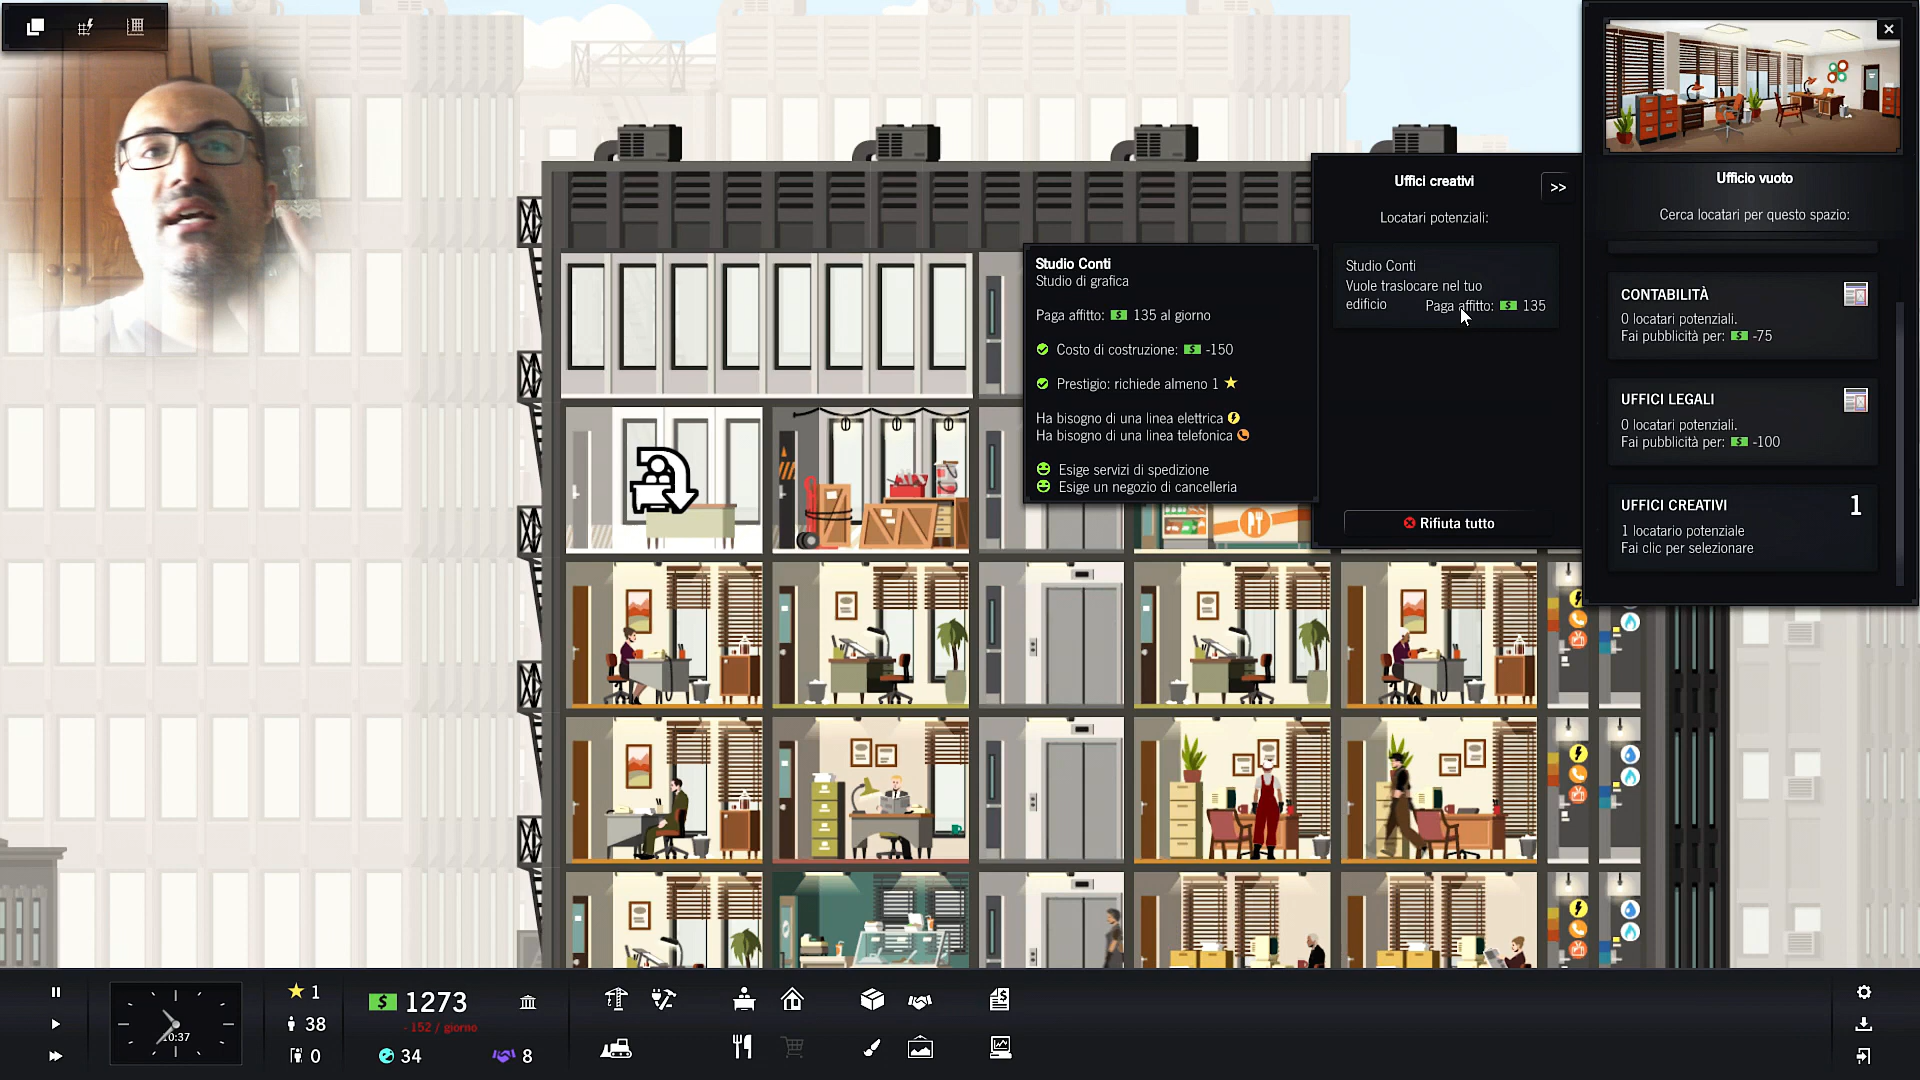 Uffici creativi
>>
Locatari potenziali:
Studio Conti
Vuole traslocare nel tuo
edificio
Paga affitto: $ 135
Rifiuta tutto
Studio Conti
Studio di grafica
Paga affitto: $ 135 al giorno
Costo di costruzione: $ -150
Prestigio: richiede almeno 1
Ha bisogno di una linea elettrica
Ha bisogno di una linea telefonica
Esige servizi di spedizione
Esige un negozio di cancelleria
Ufficio vuoto
Cerca locatari per questo spazio:
CONTABILITÀ
0 locatari potenziali.
Fai pubblicità per: $ -75
UFFICI LEGALI
0 locatari potenziali.
Fai pubblicità per: $ -100
UFFICI CREATIVI 1
1 locatario potenziale
Fai clic per selezionare
10:37
1
38
0
$ 1273
- 152 / giorno
34
8